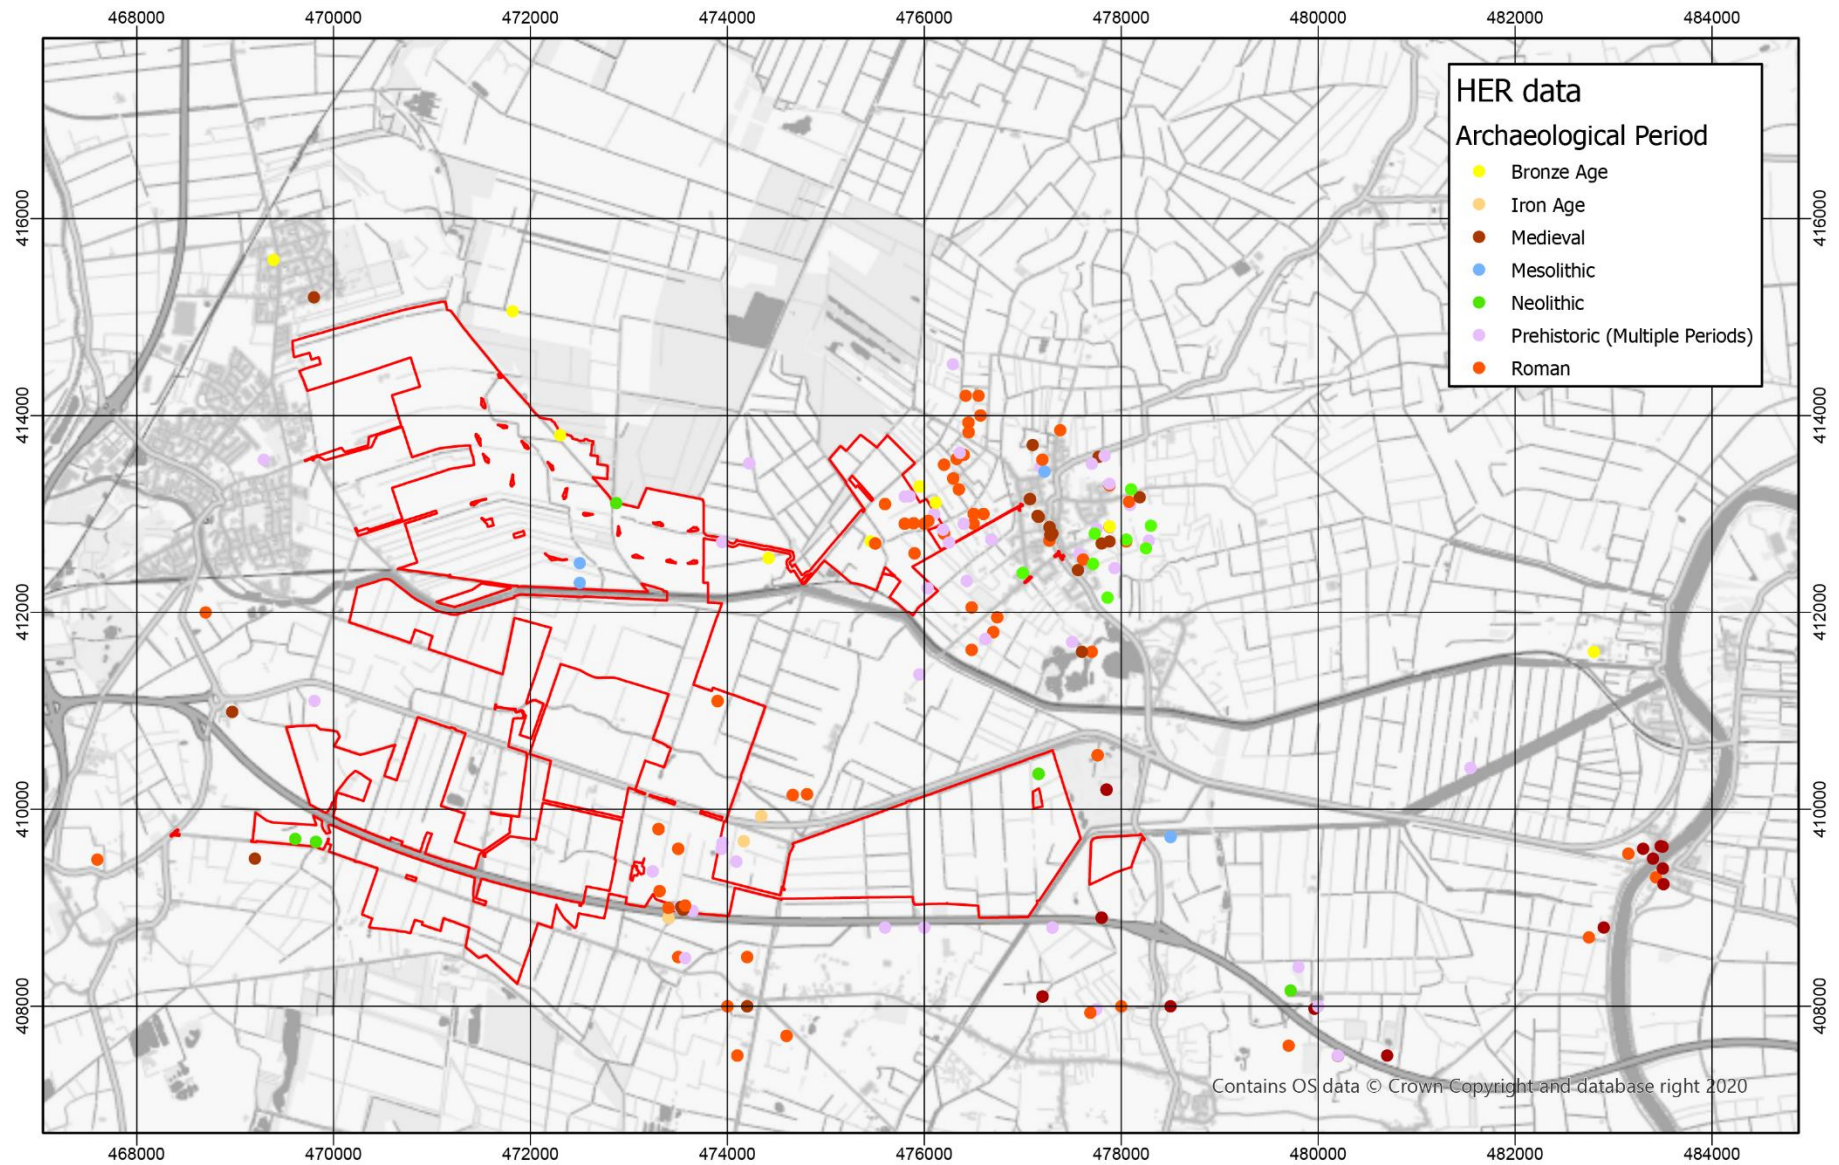 468000 470000 472000 474000 476000 478000 480000 482000 484000
HER data
Archaeological Period
Bronze Age
Iron Age
Medieval
Mesolithic
Neolithic
Prehistoric (Multiple Periods)
Roman
416000 416000
414000 414000
412000 412000
410000 410000
408000 408000
Contains OS data © Crown Copyright and database right 2020
468000 470000 472000 474000 476000 478000 480000 482000 484000